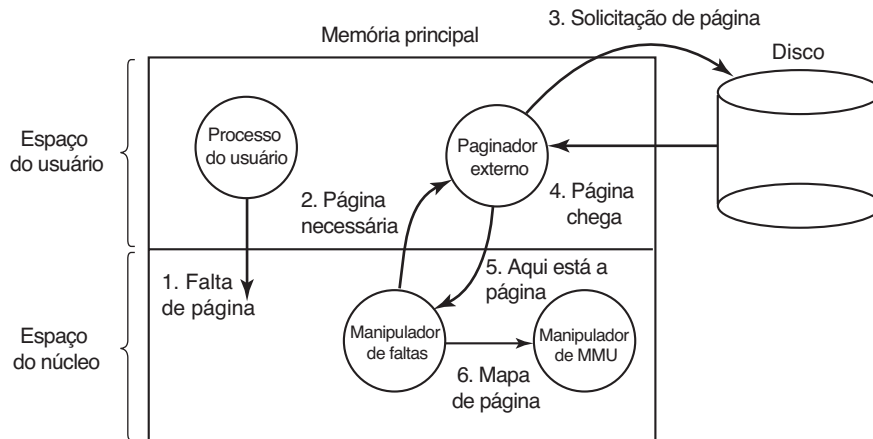 3. Solicitação de página
Memória principal
Disco
Espaço
do usuário
Processo
do usuário
Paginador
externo
2. Página
necessária
4. Página
chega
1. Falta
de página
5. Aqui está a
página
Espaço
do núcleo
Manipulador
de faltas
Manipulador
de MMU
6. Mapa
de página